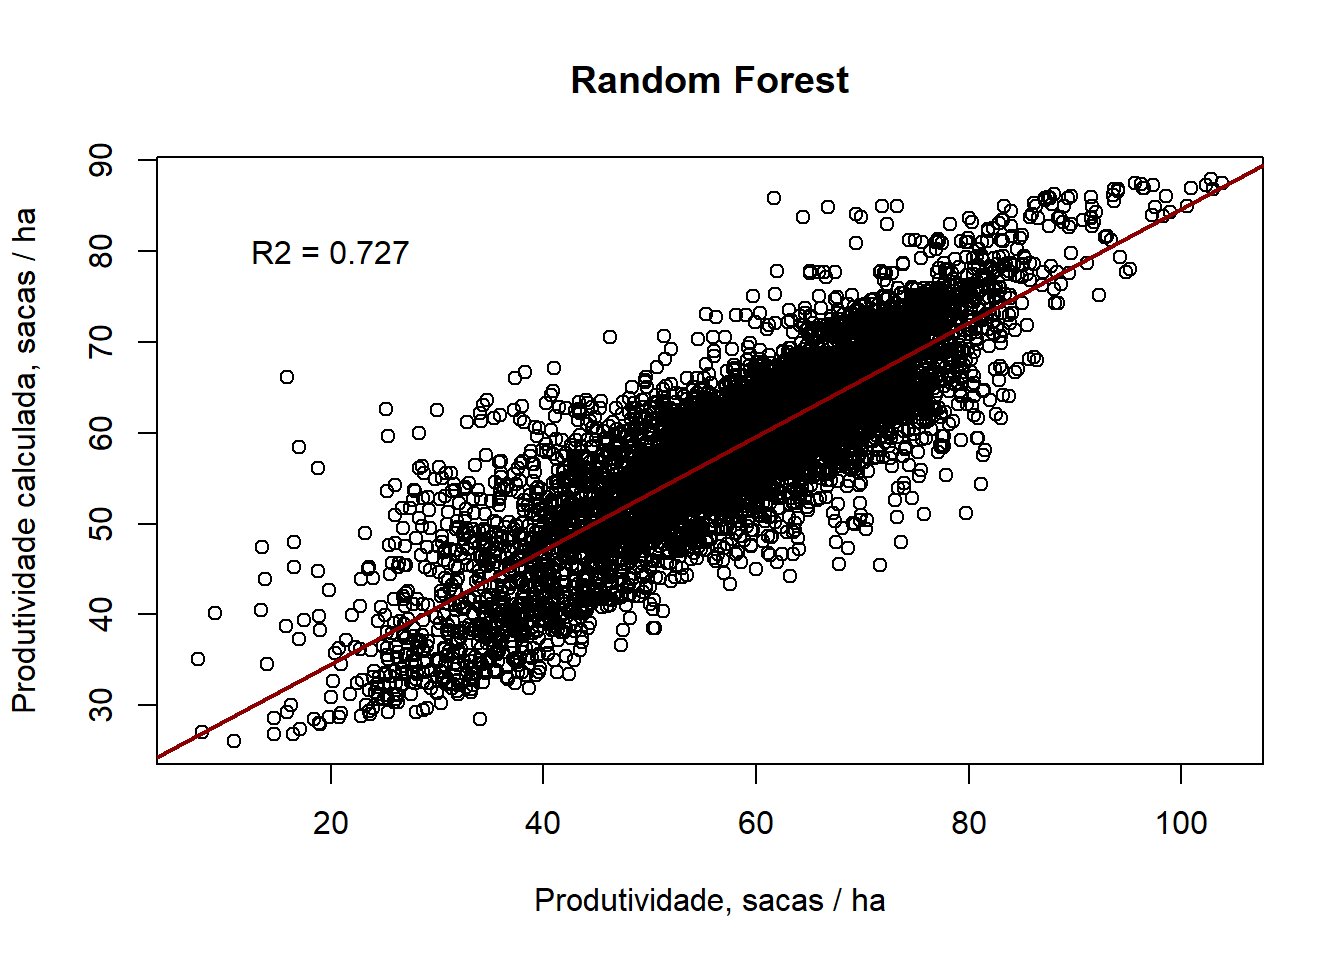 Random Forest
R2 = 0.727
Produtividade calculada, sacas / ha
90
80
70
60
50
40
30
20 40 60 80 100
Produtividade, sacas / ha